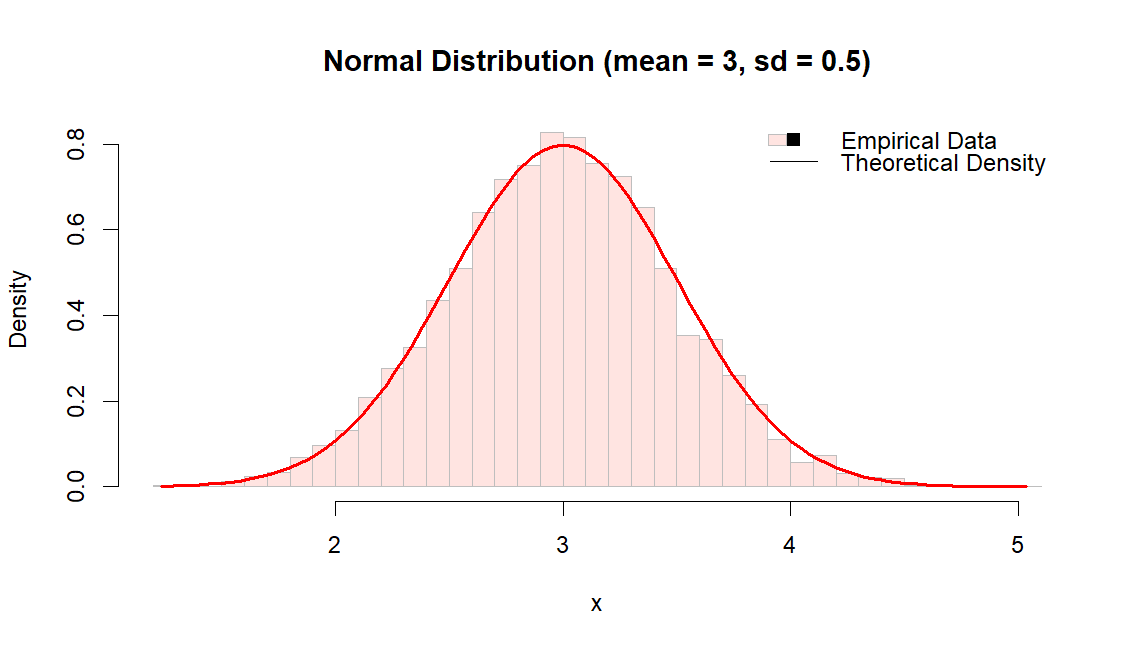 Normal Distribution (mean = 3, sd = 0.5)
Empirical Data
Theoretical Density
Density
0.8
0.6
0.4
0.2
0.0
2 3 4 5
x